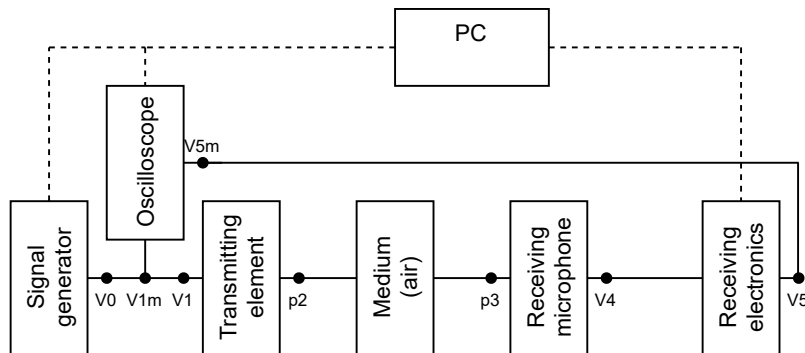 PC
Oscilloscope
V5m
Signal
generator
V0
V1m
V1
Transmitting
element
p2
Medium
(air)
p3
Receiving
microphone
V4
Receiving
electronics
V5